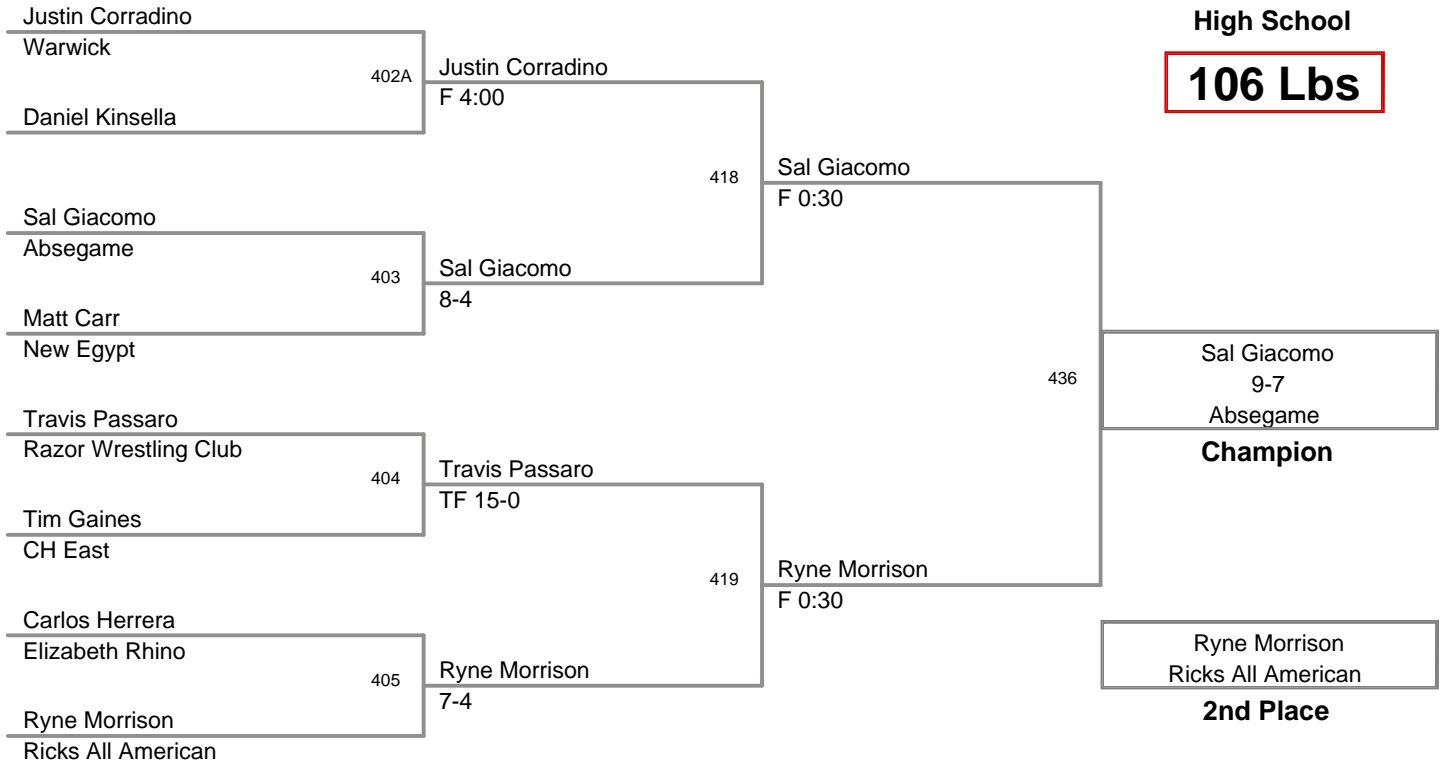 Justin Corradino
Warwick
402A
Daniel Kinsella
Justin Corradino
F 4:00
Sal Giacomo
Absegame
403
Matt Carr
New Egypt
Sal Giacomo
8-4
418
Sal Giacomo
F 0:30
Travis Passaro
Razor Wrestling Club
404
Tim Gaines
CH East
Travis Passaro
TF 15-0
Carlos Herrera
Elizabeth Rhino
405
Ryne Morrison
Ricks All American
Ryne Morrison
7-4
419
Ryne Morrison
F 0:30
436
High School
106 Lbs
Sal Giacomo
9-7
Absegame
Champion
Ryne Morrison
Ricks All American
2nd Place